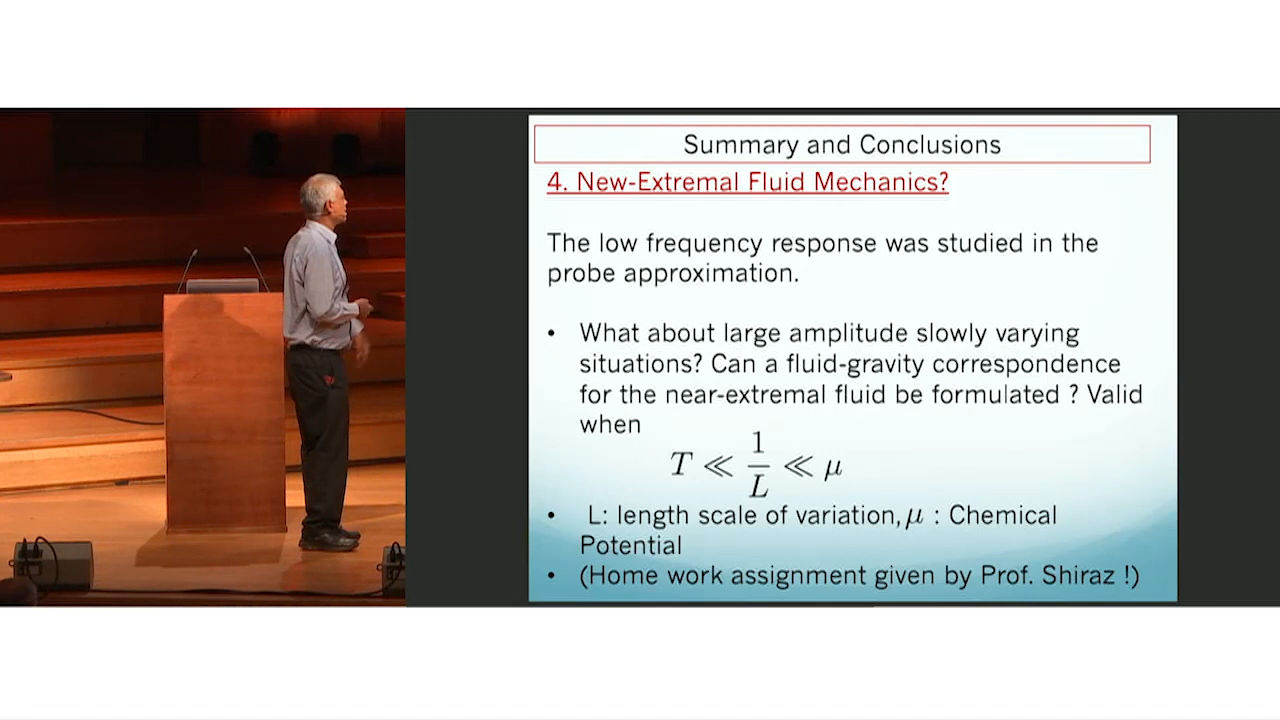 Summary and Conclusions
4. New-Extremal Fluid Mechanics?
The low frequency response was studied in the
probe approximation.
• What about large amplitude slowly varying
situations? Can a fluid-gravity correspondence
for the near-extremal fluid be formulated ? Valid
when
T ≪ 1/L ≪ μ
• L: length scale of variation, μ : Chemical
Potential
• (Home work assignment given by Prof. Shiraz !)